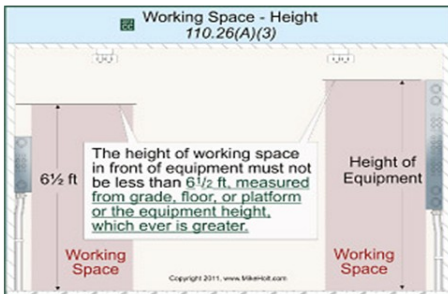 Working Space - Height
110.26(A)(3)
The height of working space
in front of equipment must not
be less than 6½ ft, measured
from grade, floor, or platform
or the equipment height,
which ever is greater.
6½ ft
Height of
Equipment
Working
Space
Working
Space
Copyright 2011, www.MikeHolt.com